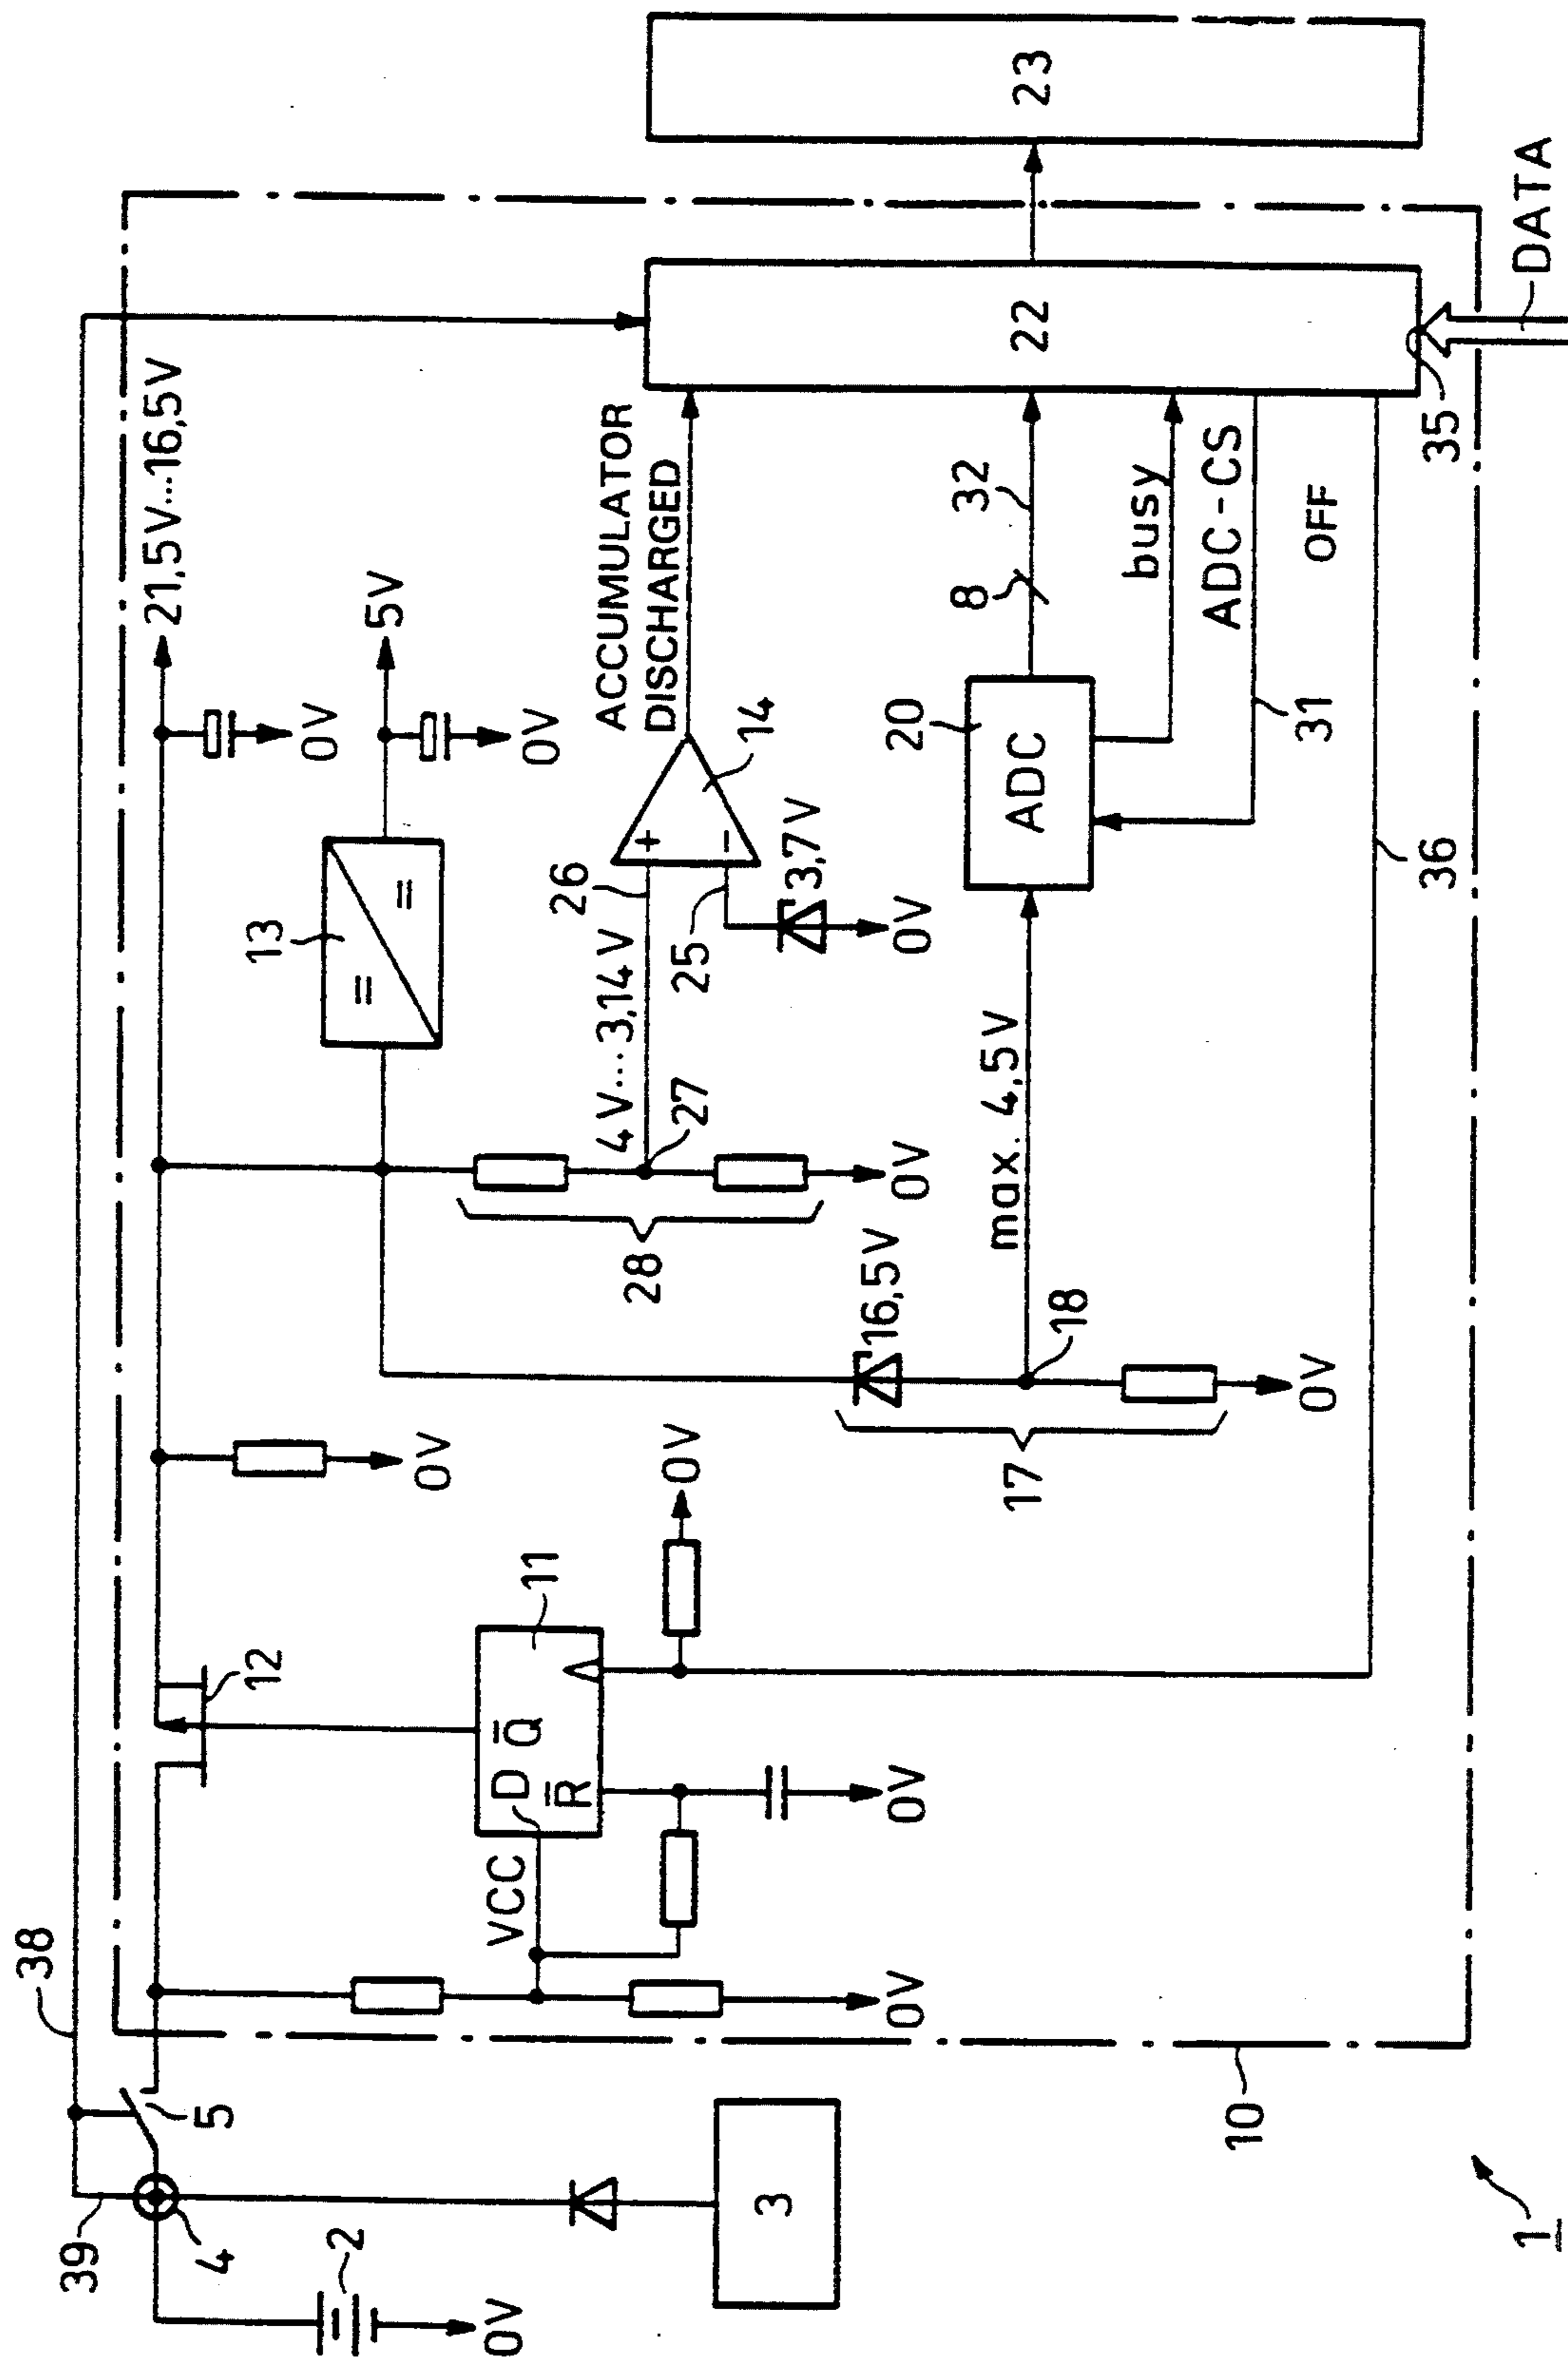 38
39
4
2
0V
5
3
10
1
VCC
D
Q̅
R̅
11
12
0V
0V
0V
0V
21,5V...16,5V
0V
13
=
=
5V
0V
28
27
4V...3,14V
26
25
+
−
14
3,7V
0V
0V
ACCUMULATOR
DISCHARGED
17
16,5V
18
0V
max. 4,5V
20
ADC
8
32
busy
ADC-CS
31
OFF
36
22
23
35
DATA